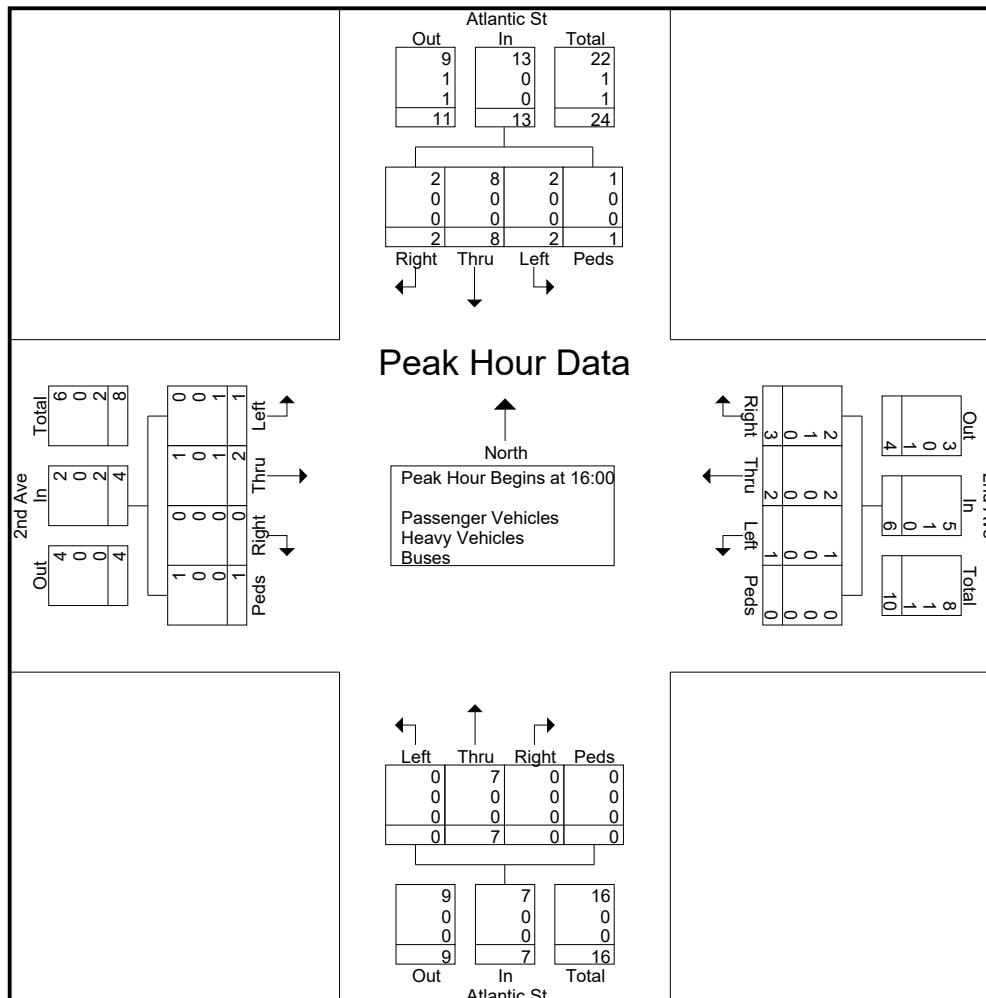 Atlantic St
Out In Total
9 13 22
1 0 1
1 0 1
11 13 24
2 8 2 1
0 0 0 0
0 0 0 0
2 8 2 1
Right Thru Left Peds
Peak Hour Data
2nd Ave
Out In Total
4 2 6
0 0 0
0 2 2
4 4 8
1 0 1 0
0 0 0 0
0 0 1 1
1 0 2 1
Peds Right Thru Left
North
Peak Hour Begins at 16:00
Passenger Vehicles
Heavy Vehicles
Buses
Out In Total
3 5 8
0 1 1
1 0 1
4 6 10
2 2 1 0
1 0 0 0
0 0 0 0
3 2 1 0
Right Thru Left Peds
Left Thru Right Peds
0 7 0 0
0 0 0 0
0 0 0 0
0 7 0 0
9 7 16
0 0 0
0 0 0
9 7 16
Out In Total
Atlantic St